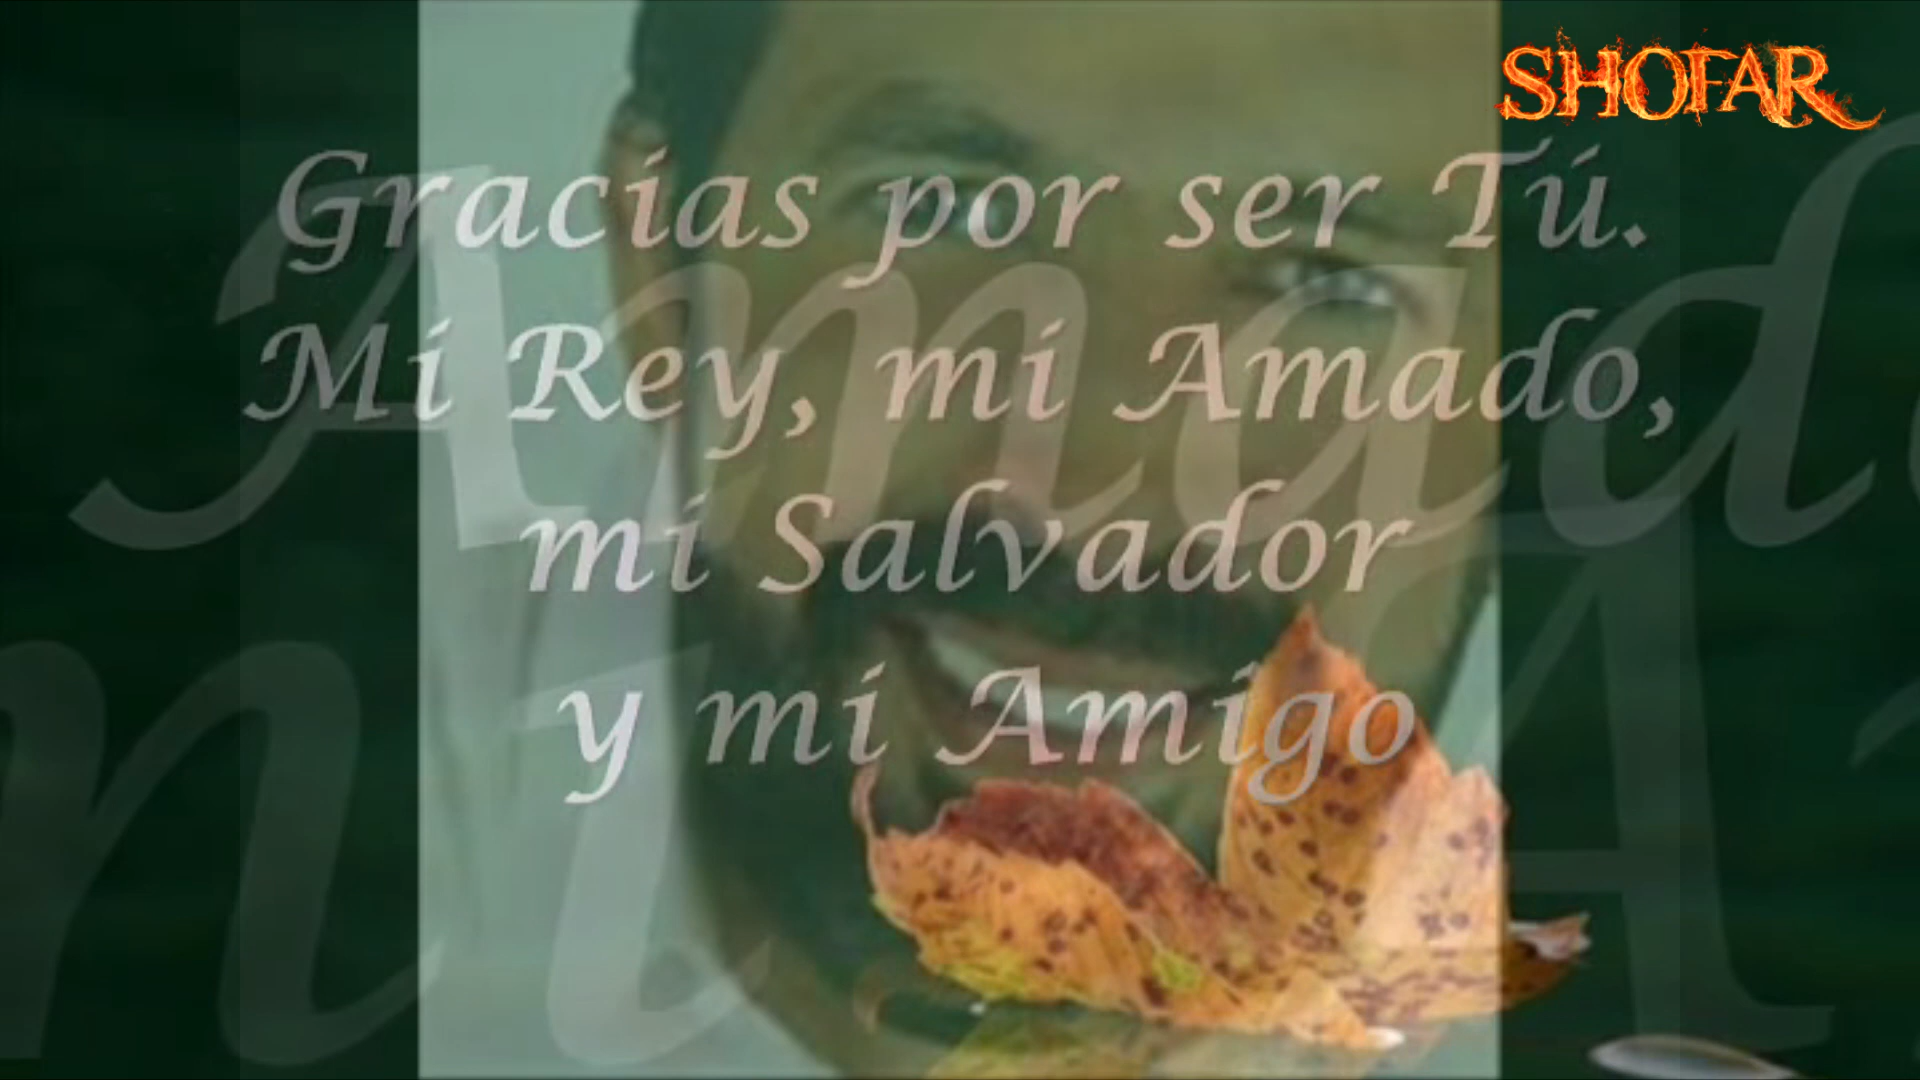 SHOFAR
Gracias por ser Tú.
Mi Rey, mi Amado,
mi Salvador
y mi Amigo